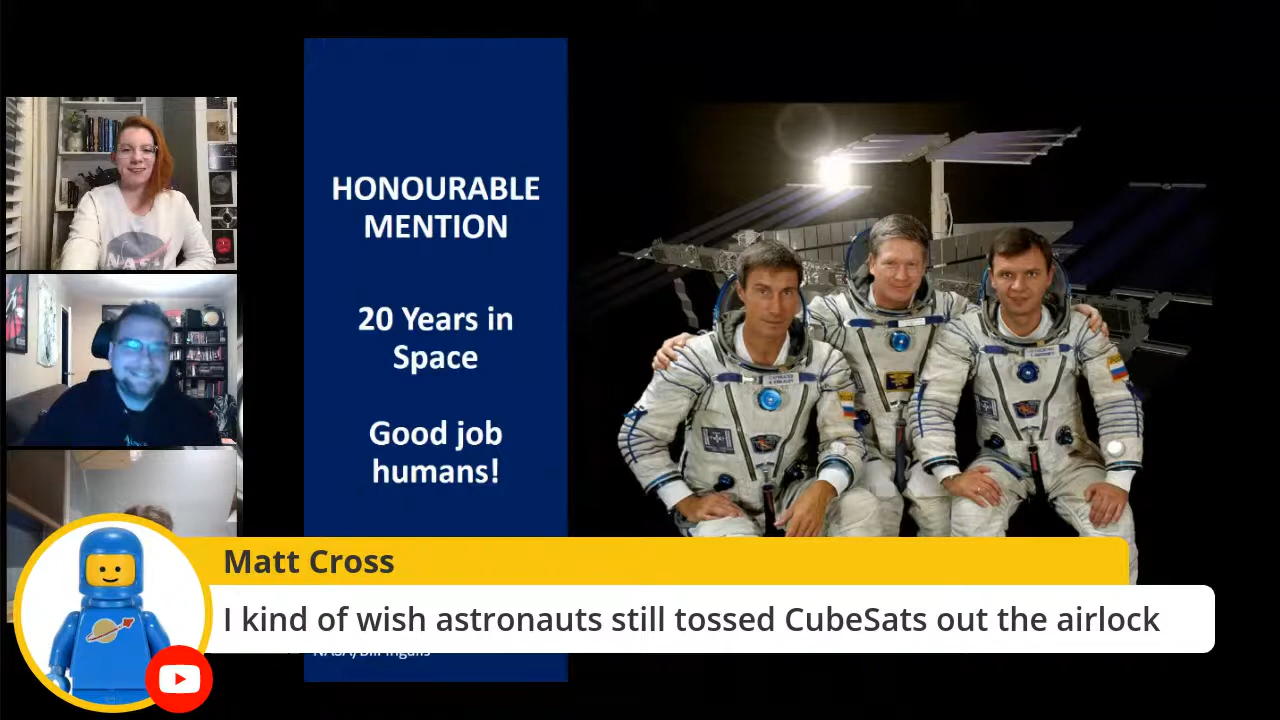 HONOURABLE
MENTION
20 Years in
Space
Good job
humans!
NASA
Matt Cross
I kind of wish astronauts still tossed CubeSats out the airlock